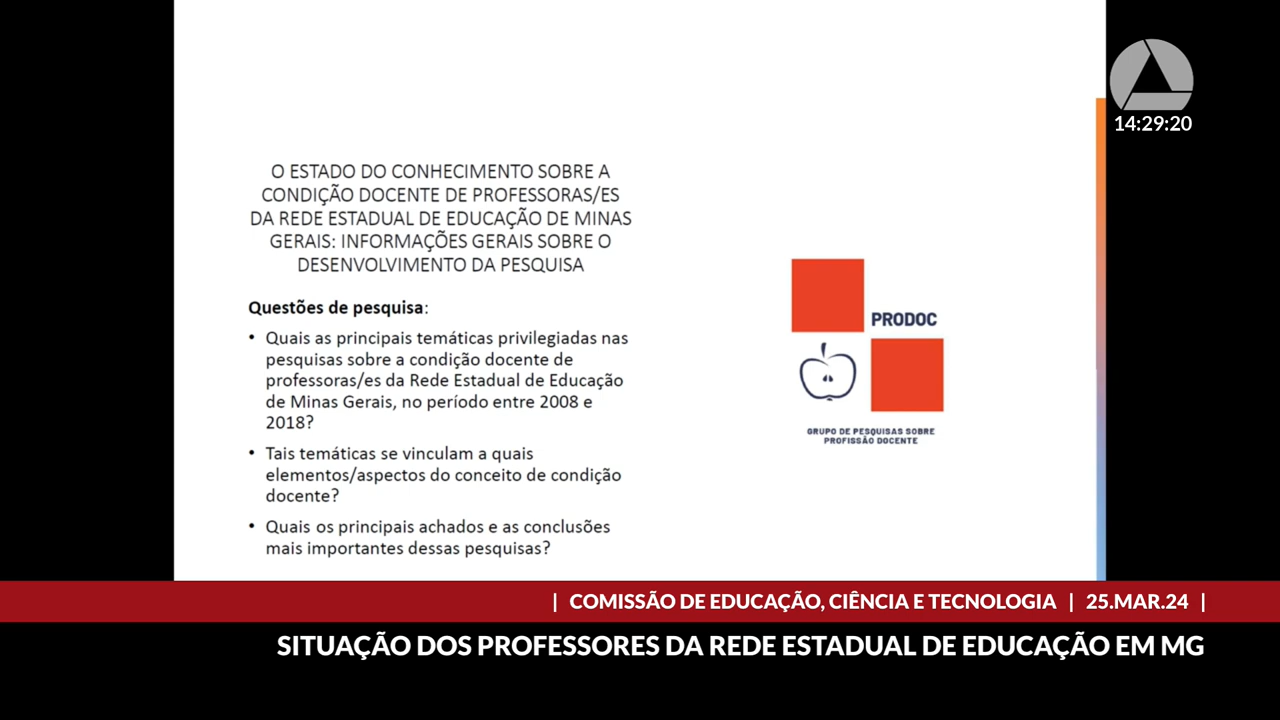 14:29:20
O ESTADO DO CONHECIMENTO SOBRE A
CONDIÇÃO DOCENTE DE PROFESSORAS/ES
DA REDE ESTADUAL DE EDUCAÇÃO DE MINAS
GERAIS: INFORMAÇÕES GERAIS SOBRE O
DESENVOLVIMENTO DA PESQUISA
Questões de pesquisa:
• Quais as principais temáticas privilegiadas nas
pesquisas sobre a condição docente de
professoras/es da Rede Estadual de Educação
de Minas Gerais, no período entre 2008 e
2018?
• Tais temáticas se vinculam a quais
elementos/aspectos do conceito de condição
docente?
• Quais os principais achados e as conclusões
mais importantes dessas pesquisas?
PRODOC
GRUPO DE PESQUISAS SOBRE
PROFISSÃO DOCENTE
| COMISSÃO DE EDUCAÇÃO, CIÊNCIA E TECNOLOGIA | 25.MAR.24 |
SITUAÇÃO DOS PROFESSORES DA REDE ESTADUAL DE EDUCAÇÃO EM MG